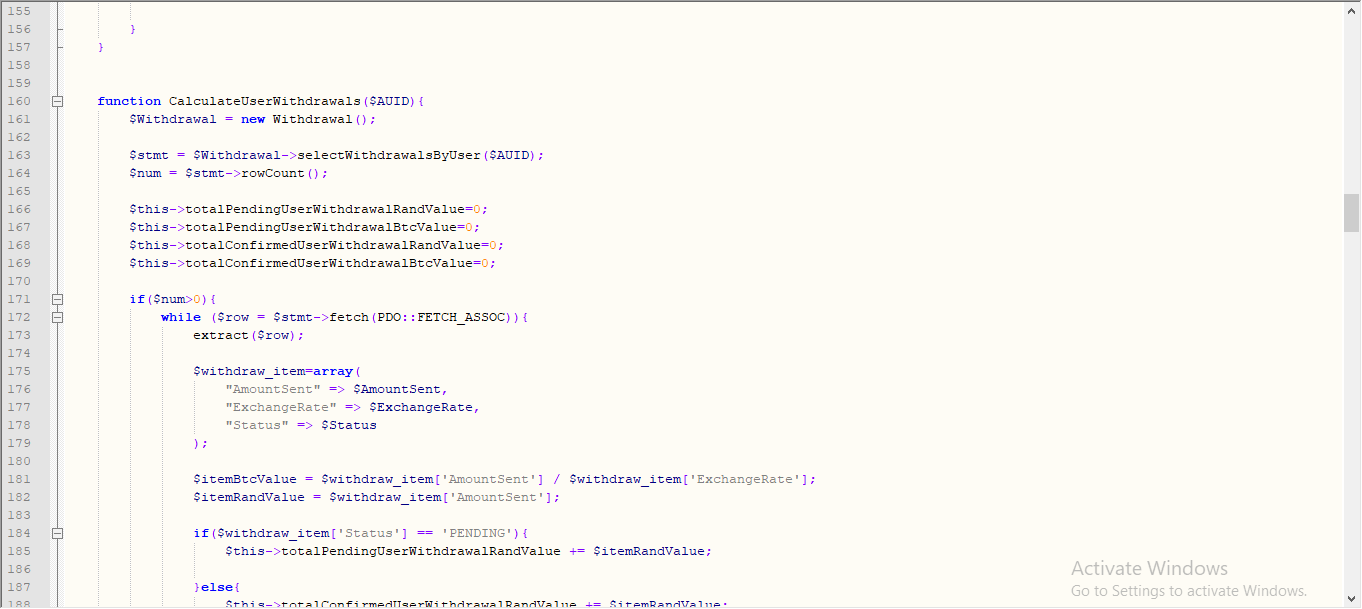 155
156 }
157 }
158
159
160 function CalculateUserWithdrawals($AUID){
161 $Withdrawal = new Withdrawal();
162
163 $stmt = $Withdrawal->selectWithdrawalsByUser($AUID);
164 $num = $stmt->rowCount();
165
166 $this->totalPendingUserWithdrawalRandValue=0;
167 $this->totalPendingUserWithdrawalBtcValue=0;
168 $this->totalConfirmedUserWithdrawalRandValue=0;
169 $this->totalConfirmedUserWithdrawalBtcValue=0;
170
171 if($num>0){
172 while ($row = $stmt->fetch(PDO::FETCH_ASSOC)){
173 extract($row);
174
175 $withdraw_item=array(
176 "AmountSent" => $AmountSent,
177 "ExchangeRate" => $ExchangeRate,
178 "Status" => $Status
179 );
180
181 $itemBtcValue = $withdraw_item['AmountSent'] / $withdraw_item['ExchangeRate'];
182 $itemRandValue = $withdraw_item['AmountSent'];
183
184 if($withdraw_item['Status'] == 'PENDING'){
185 $this->totalPendingUserWithdrawalRandValue += $itemRandValue;
186
187 }else{
188 $this->totalConfirmedUserWithdrawalRandValue += $itemRandValue;
Activate Windows
Go to Settings to activate Windows.